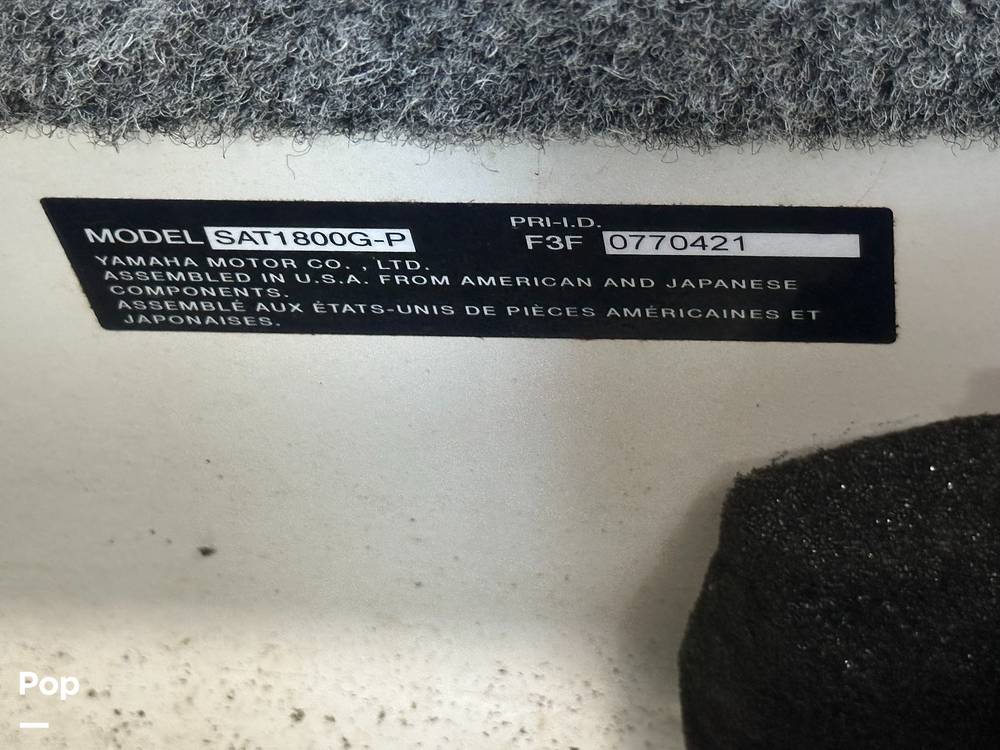 MODEL SAT1800G-P
PRI-I.D.
F3F 0770421
YAMAHA MOTOR CO. , LTD.
ASSEMBLED IN U.S.A. FROM AMERICAN AND JAPANESE
COMPONENTS.
ASSEMBLÉ AUX ÉTATS-UNIS DE PIÈCES AMÉRICAINES ET
JAPONAISES.
Pop